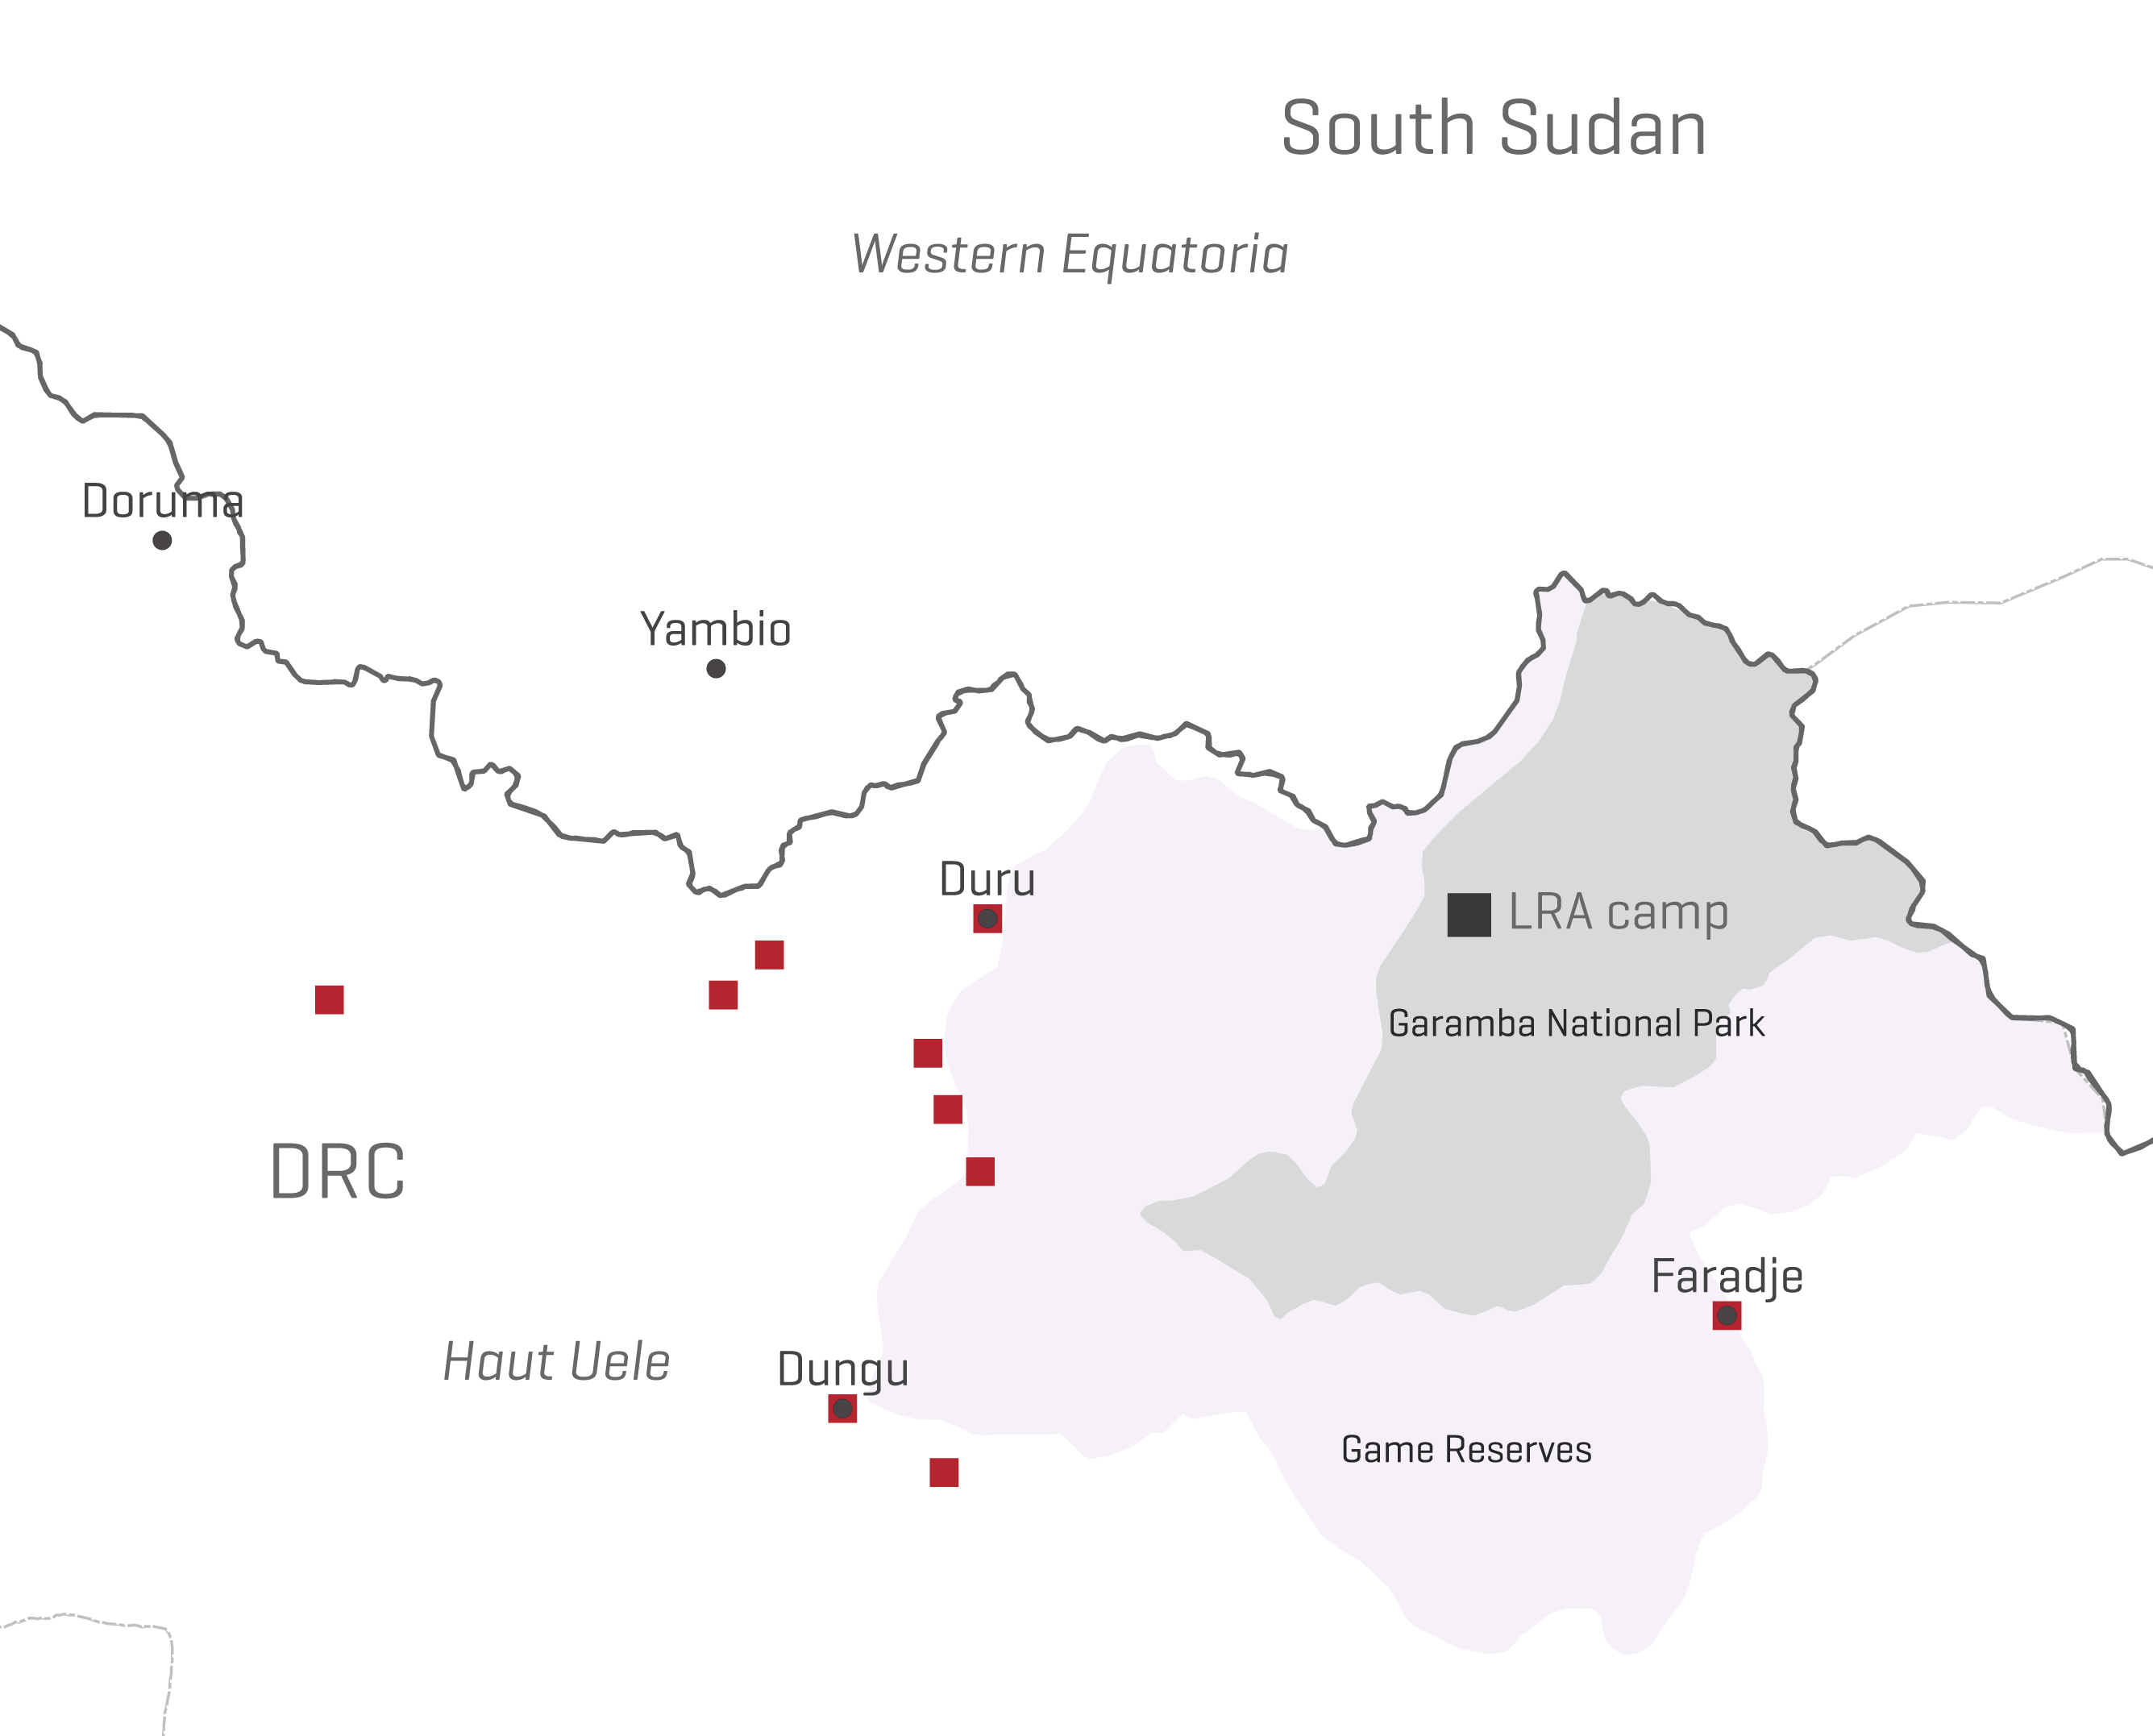 South Sudan
Western Equatoria
Doruma
Yambio
Duru
LRA camp
Garamba National Park
DRC
Faradje
Haut Uele
Dungu
Game Reserves